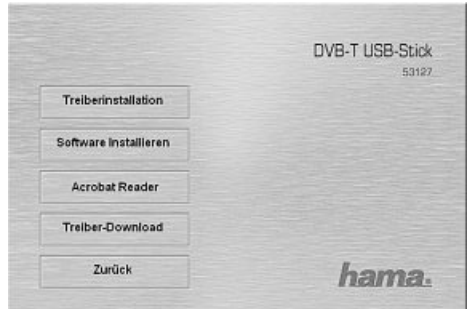 DVB-T USB-Stick
53127
Treiberinstallation
Software Installieren
Acrobat Reader
Treiber-Download
Zurück
hama.